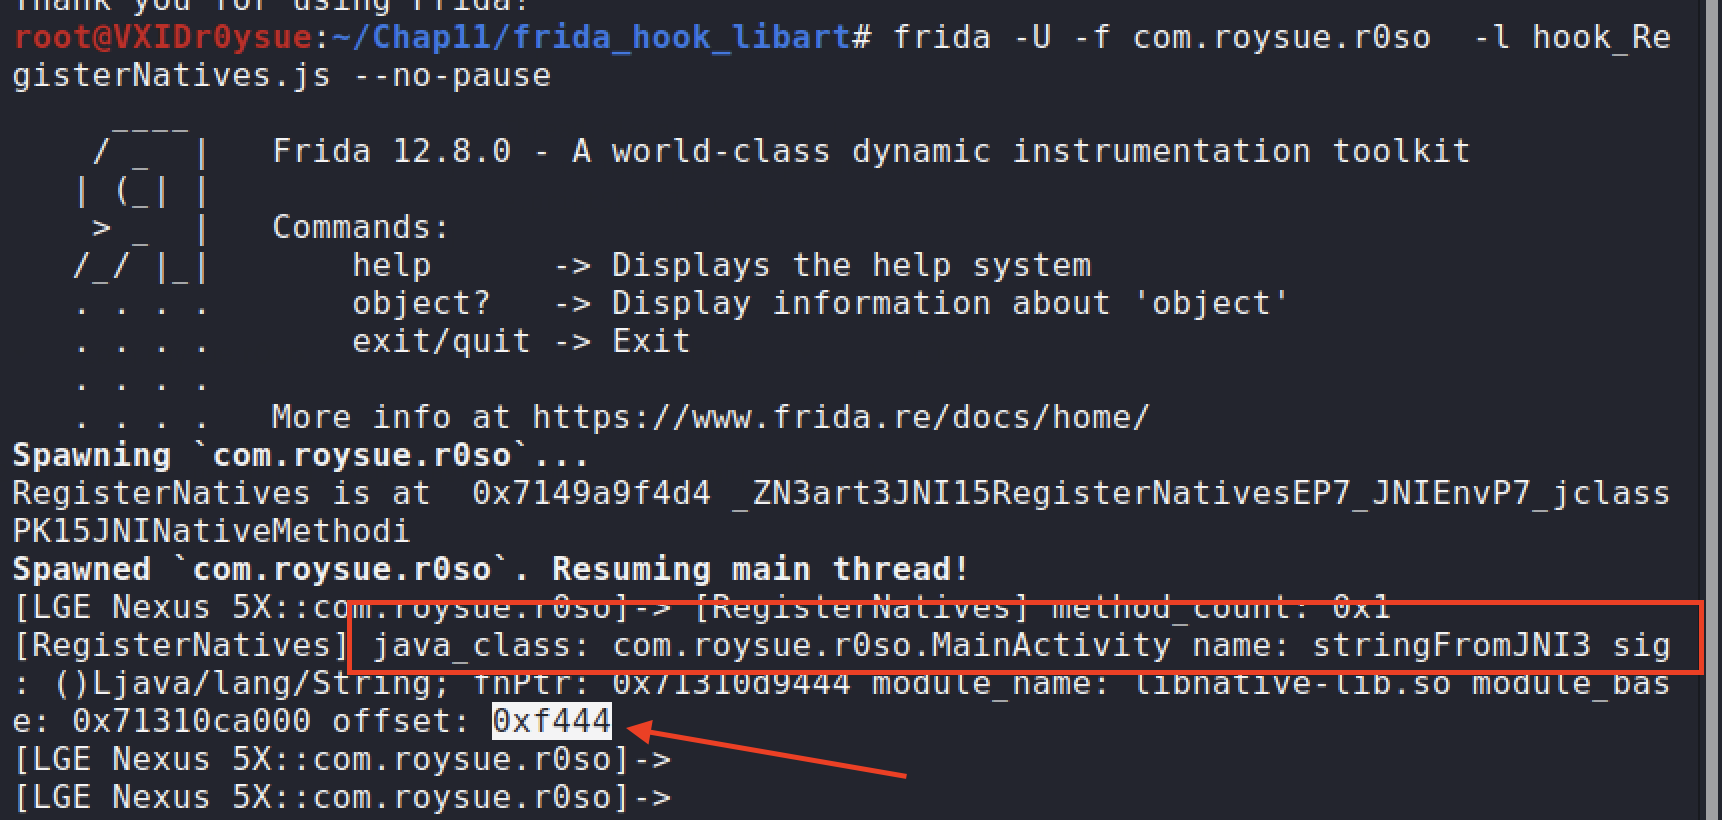 Thank you for using Frida!
root@VXIDr0ysue:~/Chap11/frida_hook_libart# frida -U -f com.roysue.r0so  -l hook_Re
gisterNatives.js --no-pause
     ____
    / _  |   Frida 12.8.0 - A world-class dynamic instrumentation toolkit
   | (_| |
    > _  |   Commands:
   /_/ |_|       help      -> Displays the help system
   . . . .       object?   -> Display information about 'object'
   . . . .       exit/quit -> Exit
   . . . .
   . . . .   More info at https://www.frida.re/docs/home/
Spawning `com.roysue.r0so`...
RegisterNatives is at  0x7149a9f4d4 _ZN3art3JNI15RegisterNativesEP7_JNIEnvP7_jclass
PK15JNINativeMethodi
Spawned `com.roysue.r0so`. Resuming main thread!
[LGE Nexus 5X::com.roysue.r0so]-> [RegisterNatives] method_count: 0x1
[RegisterNatives] java_class: com.roysue.r0so.MainActivity name: stringFromJNI3 sig
: ()Ljava/lang/String; fnPtr: 0x71310d9444 module_name: libnative-lib.so module_bas
e: 0x71310ca000 offset: 0xf444
[LGE Nexus 5X::com.roysue.r0so]->
[LGE Nexus 5X::com.roysue.r0so]->